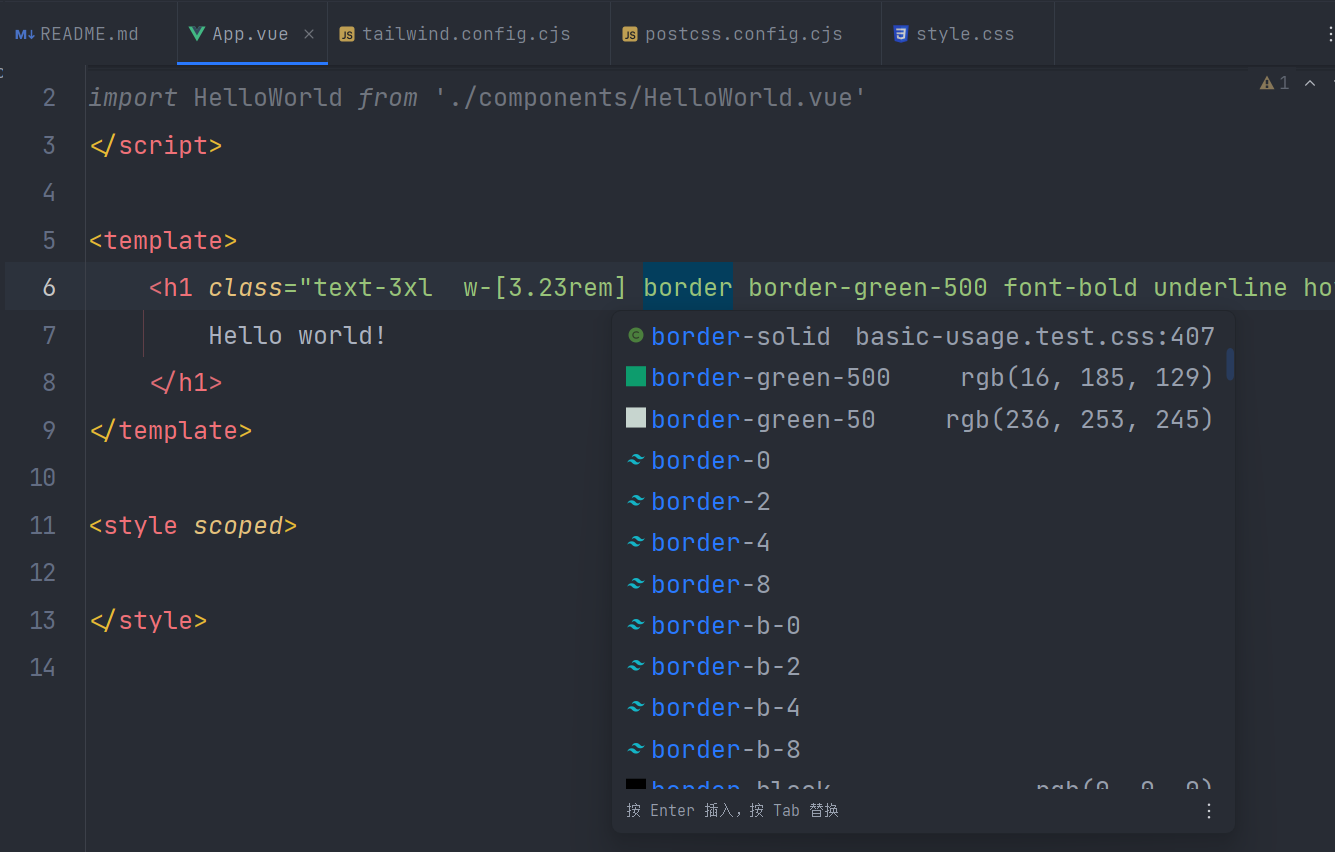 README.md App.vue × tailwind.config.cjs postcss.config.cjs style.css
1
2 import HelloWorld from './components/HelloWorld.vue'
3 </script>
4
5 <template>
6 <h1 class="text-3xl  w-[3.23rem] border border-green-500 font-bold underline ho
7 Hello world!
8 </h1>
9 </template>
10
11 <style scoped>
12
13 </style>
14
border-solid basic-usage.test.css:407
border-green-500 rgb(16, 185, 129)
border-green-50 rgb(236, 253, 245)
border-0
border-2
border-4
border-8
border-b-0
border-b-2
border-b-4
border-b-8
border-black rgb(0, 0, 0)
按 Enter 插入，按 Tab 替换